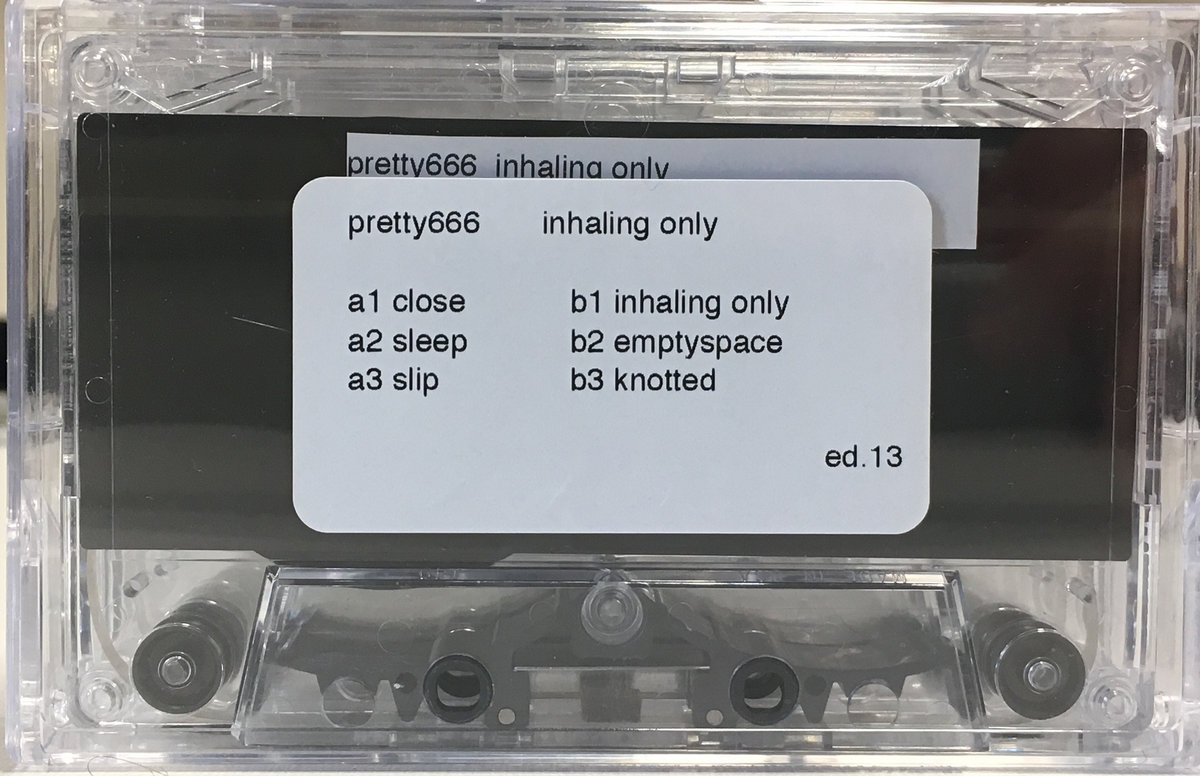 pretty666 inhaling only
pretty666 inhaling only
a1 close b1 inhaling only
a2 sleep b2 emptyspace
a3 slip b3 knotted
ed.13